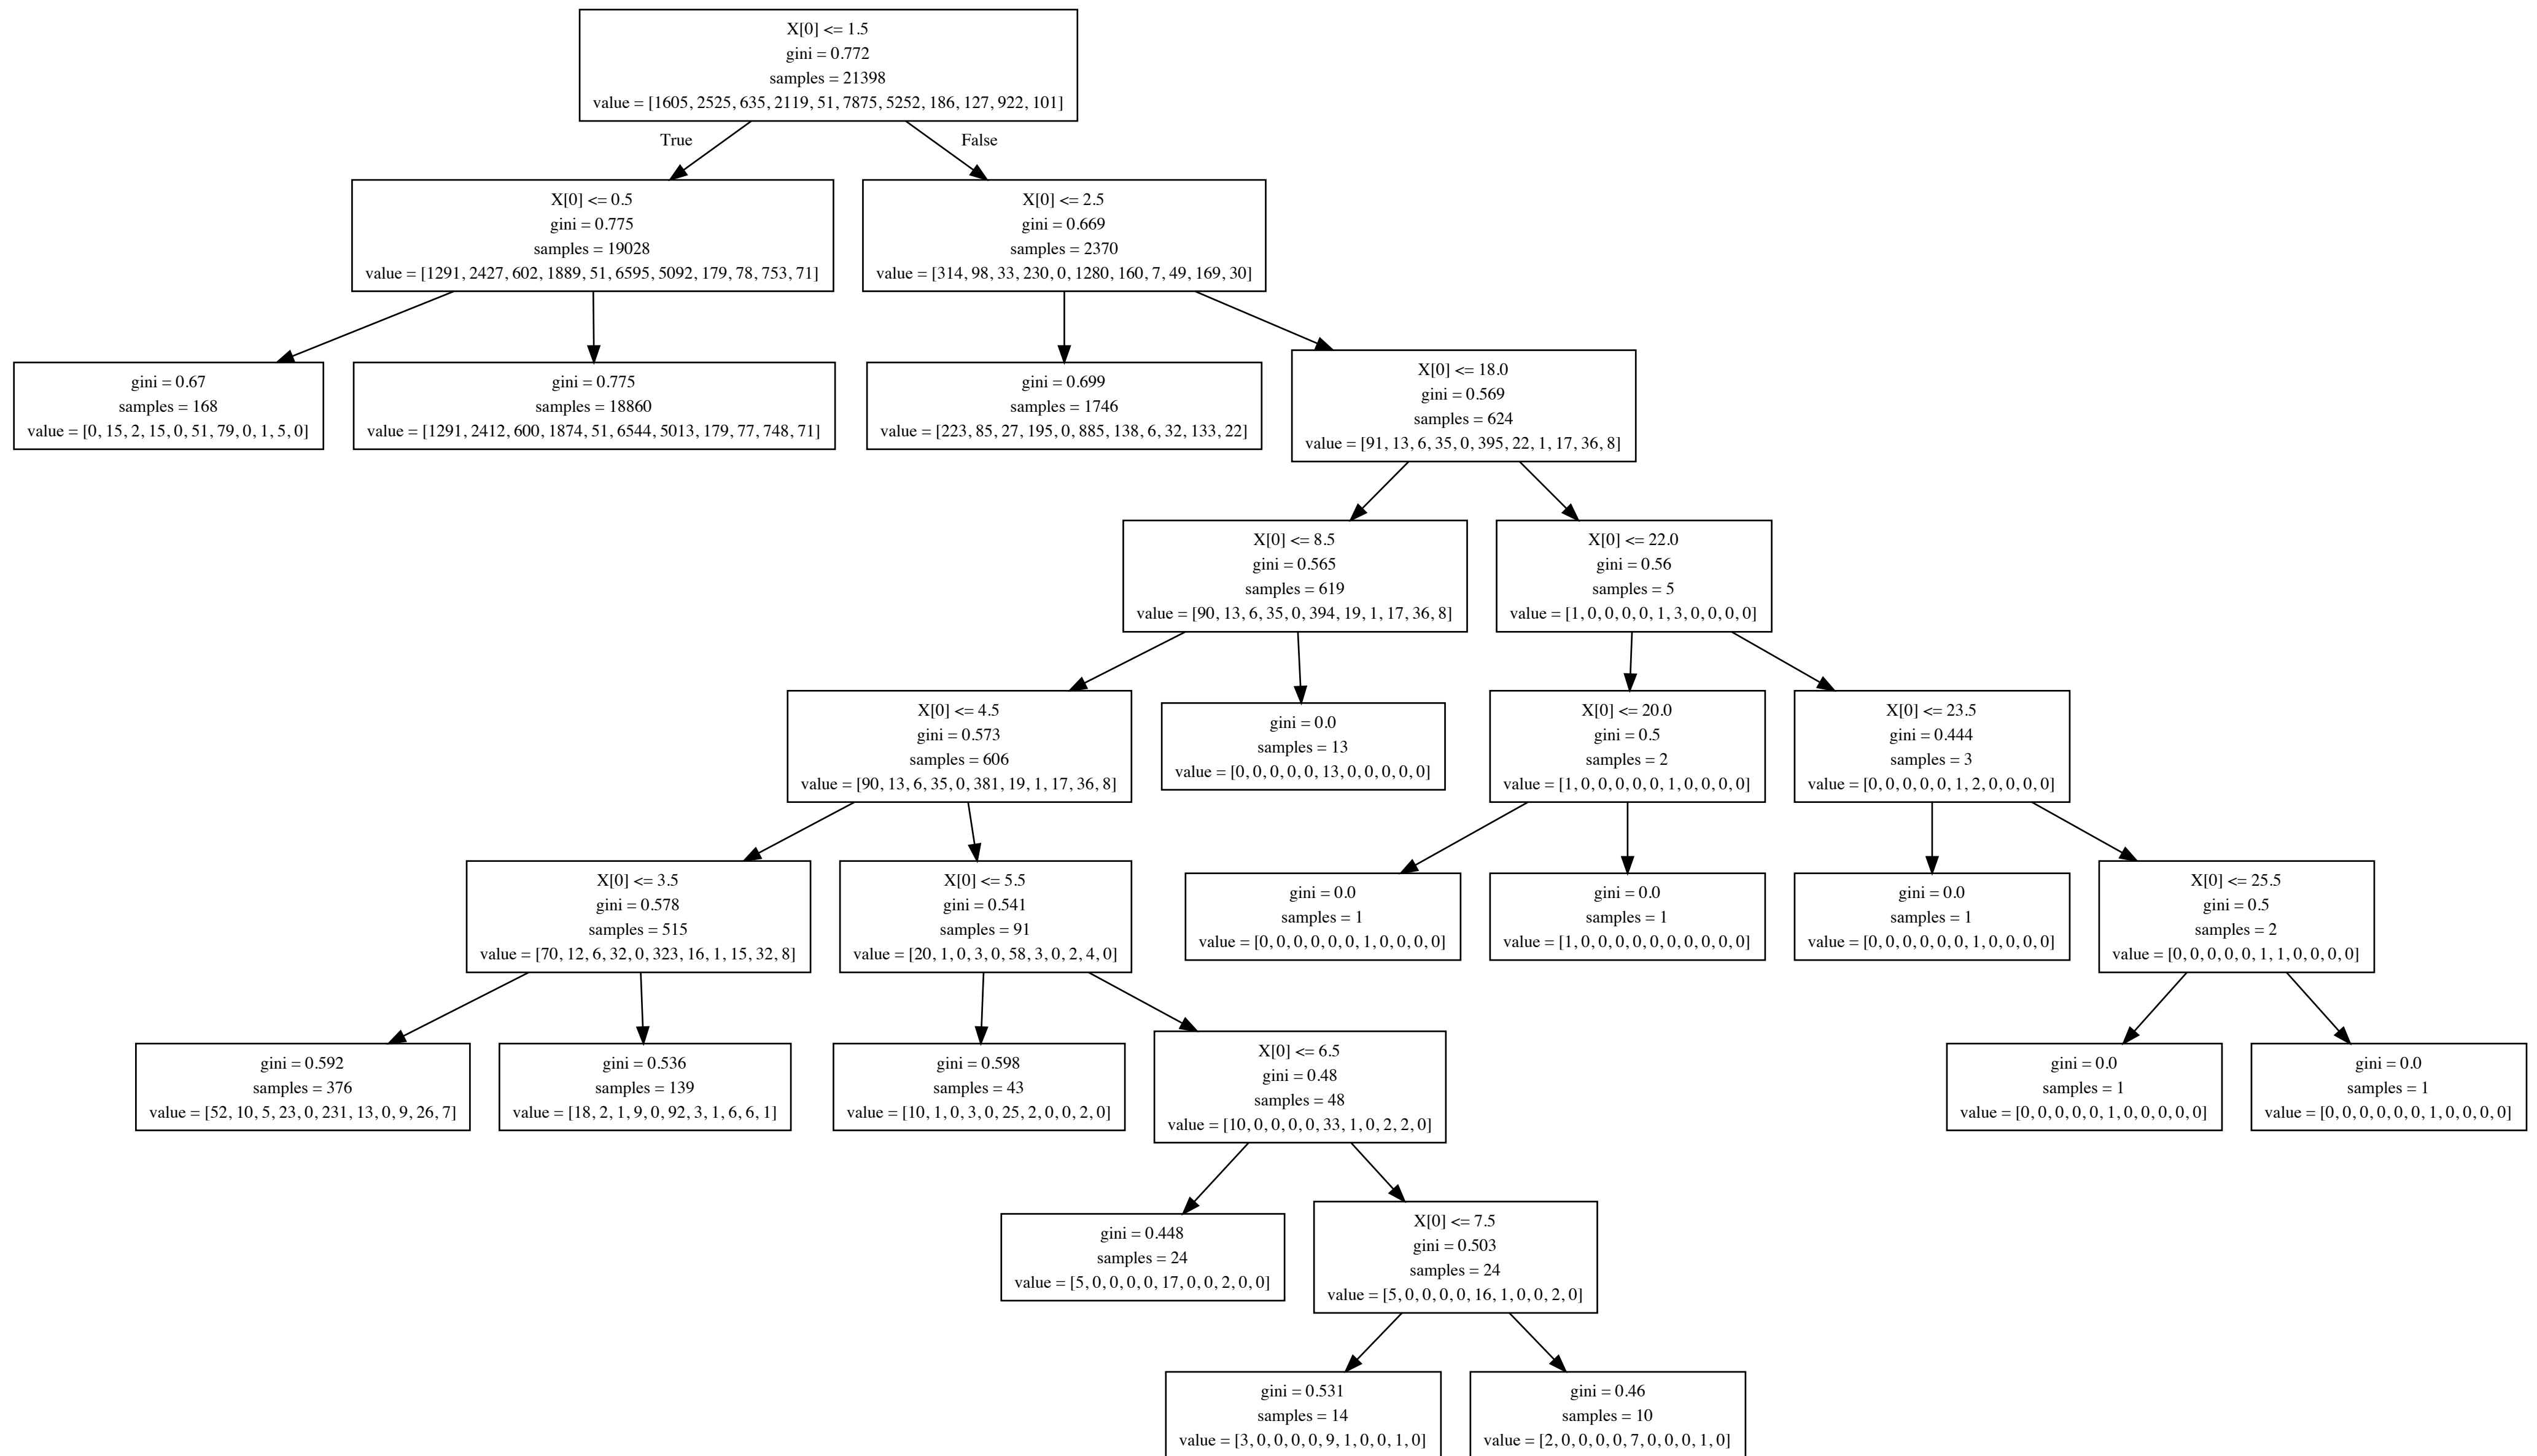 X[0] <= 1.5
gini = 0.772
samples = 21398
value = [1605, 2525, 635, 2119, 51, 7875, 5252, 186, 127, 922, 101]
True
False
X[0] <= 0.5
gini = 0.775
samples = 19028
value = [1291, 2427, 602, 1889, 51, 6595, 5092, 179, 78, 753, 71]
X[0] <= 2.5
gini = 0.669
samples = 2370
value = [314, 98, 33, 230, 0, 1280, 160, 7, 49, 169, 30]
gini = 0.67
samples = 168
value = [0, 15, 2, 15, 0, 51, 79, 0, 1, 5, 0]
gini = 0.775
samples = 18860
value = [1291, 2412, 600, 1874, 51, 6544, 5013, 179, 77, 748, 71]
gini = 0.699
samples = 1746
value = [223, 85, 27, 195, 0, 885, 138, 6, 32, 133, 22]
X[0] <= 18.0
gini = 0.569
samples = 624
value = [91, 13, 6, 35, 0, 395, 22, 1, 17, 36, 8]
X[0] <= 8.5
gini = 0.565
samples = 619
value = [90, 13, 6, 35, 0, 394, 19, 1, 17, 36, 8]
X[0] <= 22.0
gini = 0.56
samples = 5
value = [1, 0, 0, 0, 0, 1, 3, 0, 0, 0, 0]
X[0] <= 4.5
gini = 0.573
samples = 606
value = [90, 13, 6, 35, 0, 381, 19, 1, 17, 36, 8]
gini = 0.0
samples = 13
value = [0, 0, 0, 0, 0, 13, 0, 0, 0, 0, 0]
X[0] <= 20.0
gini = 0.5
samples = 2
value = [1, 0, 0, 0, 0, 0, 1, 0, 0, 0, 0]
X[0] <= 23.5
gini = 0.444
samples = 3
value = [0, 0, 0, 0, 0, 1, 2, 0, 0, 0, 0]
X[0] <= 3.5
gini = 0.578
samples = 515
value = [70, 12, 6, 32, 0, 323, 16, 1, 15, 32, 8]
X[0] <= 5.5
gini = 0.541
samples = 91
value = [20, 1, 0, 3, 0, 58, 3, 0, 2, 4, 0]
gini = 0.0
samples = 1
value = [0, 0, 0, 0, 0, 0, 1, 0, 0, 0, 0]
gini = 0.0
samples = 1
value = [1, 0, 0, 0, 0, 0, 0, 0, 0, 0, 0]
gini = 0.0
samples = 1
value = [0, 0, 0, 0, 0, 0, 1, 0, 0, 0, 0]
X[0] <= 25.5
gini = 0.5
samples = 2
value = [0, 0, 0, 0, 0, 1, 1, 0, 0, 0, 0]
gini = 0.592
samples = 376
value = [52, 10, 5, 23, 0, 231, 13, 0, 9, 26, 7]
gini = 0.536
samples = 139
value = [18, 2, 1, 9, 0, 92, 3, 1, 6, 6, 1]
gini = 0.598
samples = 43
value = [10, 1, 0, 3, 0, 25, 2, 0, 0, 2, 0]
X[0] <= 6.5
gini = 0.48
samples = 48
value = [10, 0, 0, 0, 0, 33, 1, 0, 2, 2, 0]
gini = 0.0
samples = 1
value = [0, 0, 0, 0, 0, 1, 0, 0, 0, 0, 0]
gini = 0.0
samples = 1
value = [0, 0, 0, 0, 0, 0, 1, 0, 0, 0, 0]
gini = 0.448
samples = 24
value = [5, 0, 0, 0, 0, 17, 0, 0, 2, 0, 0]
X[0] <= 7.5
gini = 0.503
samples = 24
value = [5, 0, 0, 0, 0, 16, 1, 0, 0, 2, 0]
gini = 0.531
samples = 14
value = [3, 0, 0, 0, 0, 9, 1, 0, 0, 1, 0]
gini = 0.46
samples = 10
value = [2, 0, 0, 0, 0, 7, 0, 0, 0, 1, 0]